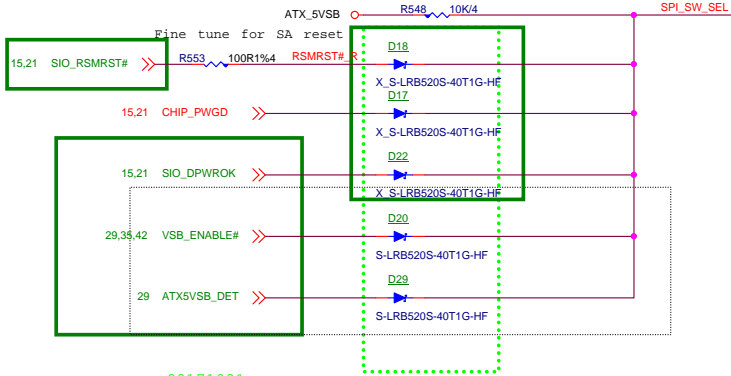 ATX_5VSB R548 10K/4 SPI_SW_SEL
Fine tune for SA reset
15,21 SIO_RSMRST# R553 100R1%4 RSMRST#_R D18
X_S-LRB520S-40T1G-HF
15,21 CHIP_PWGD D17
X_S-LRB520S-40T1G-HF
15,21 SIO_DPWROK D22
X_S-LRB520S-40T1G-HF
29,35,42 VSB_ENABLE# D20
S-LRB520S-40T1G-HF
29 ATX5VSB_DET D29
S-LRB520S-40T1G-HF